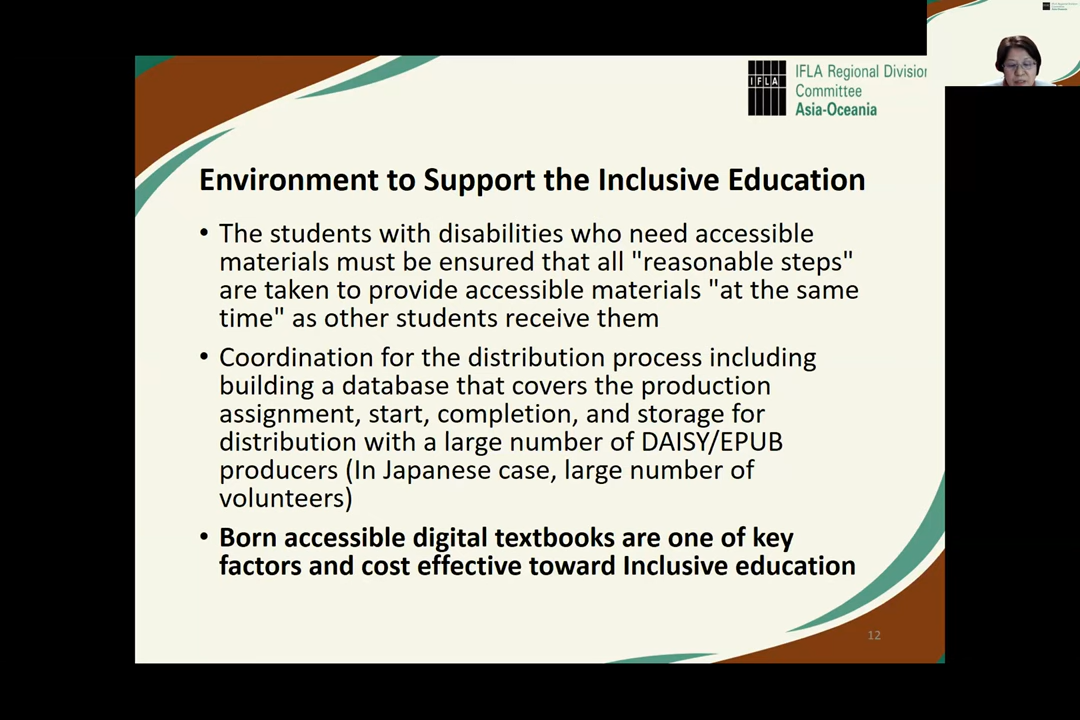 IFLA
IFLA Regional Division
Committee
Asia-Oceania
Environment to Support the Inclusive Education
• The students with disabilities who need accessible
materials must be ensured that all "reasonable steps"
are taken to provide accessible materials "at the same
time" as other students receive them
• Coordination for the distribution process including
building a database that covers the production
assignment, start, completion, and storage for
distribution with a large number of DAISY/EPUB
producers (In Japanese case, large number of
volunteers)
• Born accessible digital textbooks are one of key
factors and cost effective toward Inclusive education
12